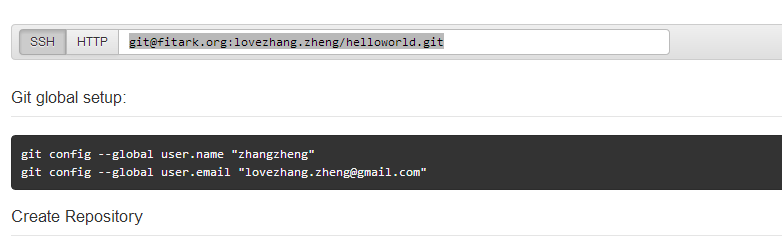 SSH HTTP git@fitark.org:lovezhang.zheng/helloworld.git
Git global setup:
git config --global user.name "zhangzheng"
git config --global user.email "lovezhang.zheng@gmail.com"
Create Repository